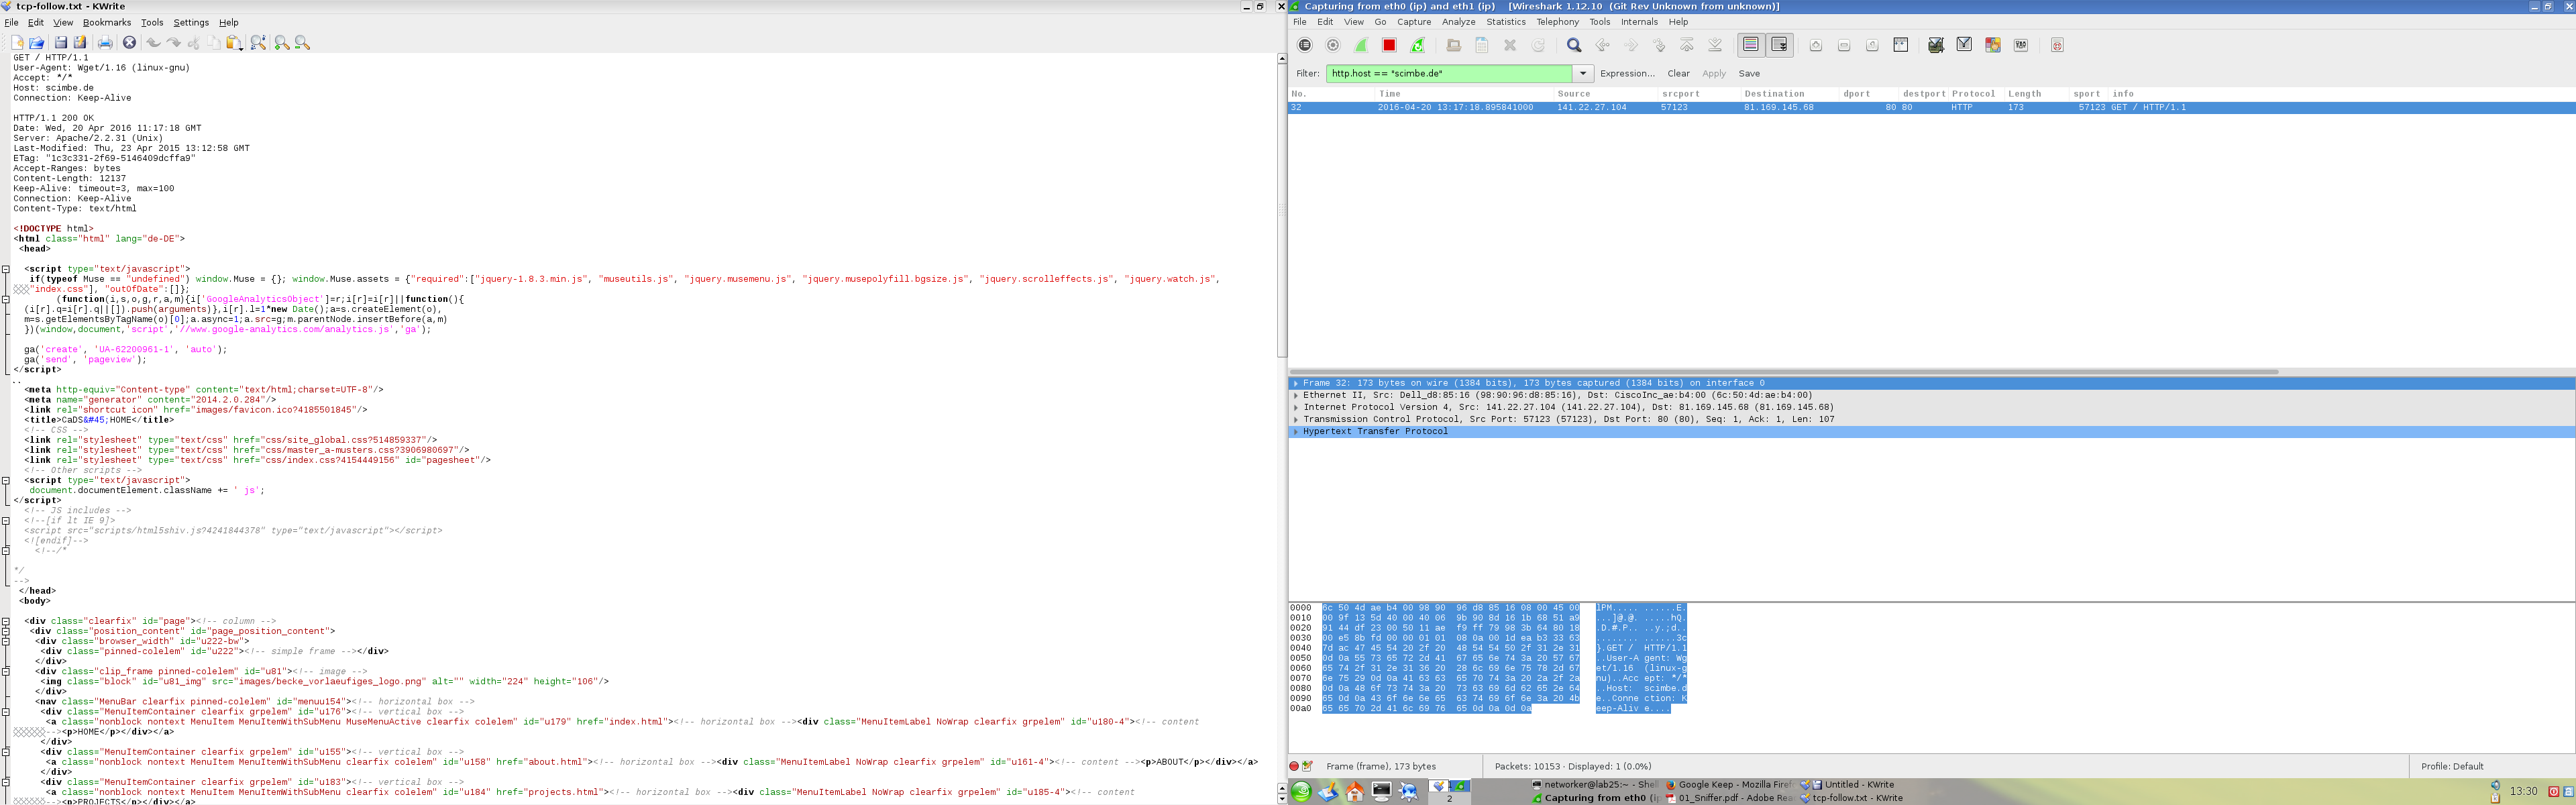 tcp-follow.txt - KWrite
File Edit View Bookmarks Tools Settings Help
GET / HTTP/1.1
User-Agent: Wget/1.16 (linux-gnu)
Accept: */*
Host: scimbe.de
Connection: Keep-Alive
HTTP/1.1 200 OK
Date: Wed, 20 Apr 2016 11:17:18 GMT
Server: Apache/2.2.31 (Unix)
Last-Modified: Thu, 23 Apr 2015 13:12:58 GMT
ETag: "1c3c331-2f69-5146409dcffa9"
Accept-Ranges: bytes
Content-Length: 12137
Keep-Alive: timeout=3, max=100
Connection: Keep-Alive
Content-Type: text/html
<!DOCTYPE html>
<html class="html" lang="de-DE">
<head>
<script type="text/javascript">
if(typeof Muse == "undefined") window.Muse = {}; window.Muse.assets = {"required":["jquery-1.8.3.min.js", "museutils.js", "jquery.musemenu.js", "jquery.musepolyfill.bgsize.js", "jquery.scrolleffects.js", "jquery.watch.js",
"index.css"], "outOfDate":[]};
(function(i,s,o,g,r,a,m){i['GoogleAnalyticsObject']=r;i[r]=i[r]||function(){
(i[r].q=i[r].q||[]).push(arguments)},i[r].l=1*new Date();a=s.createElement(o),
m=s.getElementsByTagName(o)[0];a.async=1;a.src=g;m.parentNode.insertBefore(a,m)
})(window,document,'script','//www.google-analytics.com/analytics.js','ga');
ga('create', 'UA-62200961-1', 'auto');
ga('send', 'pageview');
</script>
..
<meta http-equiv="Content-type" content="text/html;charset=UTF-8"/>
<meta name="generator" content="2014.2.0.284"/>
<link rel="shortcut icon" href="images/favicon.ico?4185501845"/>
<title>CaDS&#45;HOME</title>
<!-- CSS -->
<link rel="stylesheet" type="text/css" href="css/site_global.css?514859337"/>
<link rel="stylesheet" type="text/css" href="css/master_a-musters.css?3906980697"/>
<link rel="stylesheet" type="text/css" href="css/index.css?4154449156" id="pagesheet"/>
<!-- Other scripts -->
<script type="text/javascript">
document.documentElement.className += ' js';
</script>
<!-- JS includes -->
<!--[if lt IE 9]>
<script src="scripts/html5shiv.js?4241844378" type="text/javascript"></script>
<![endif]-->
<!--/*
*/
-->
</head>
<body>
<div class="clearfix" id="page"><!-- column -->
<div class="position_content" id="page_position_content">
<div class="browser_width" id="u222-bw">
<div class="pinned-colelem" id="u222"><!-- simple frame --></div>
</div>
<div class="clip_frame pinned-colelem" id="u81"><!-- image -->
<img class="block" id="u81_img" src="images/becke_vorlaeufiges_logo.png" alt="" width="224" height="106"/>
</div>
<nav class="MenuBar clearfix pinned-colelem" id="menuu154"><!-- horizontal box -->
<div class="MenuItemContainer clearfix grpelem" id="u176"><!-- vertical box -->
<a class="nonblock nontext MenuItem MenuItemWithSubMenu MuseMenuActive clearfix colelem" id="u179" href="index.html"><!-- horizontal box --><div class="MenuItemLabel NoWrap clearfix grpelem" id="u180-4"><!-- content
--><p>HOME</p></div></a>
</div>
<div class="MenuItemContainer clearfix grpelem" id="u155"><!-- vertical box -->
<a class="nonblock nontext MenuItem MenuItemWithSubMenu clearfix colelem" id="u158" href="about.html"><!-- horizontal box --><div class="MenuItemLabel NoWrap clearfix grpelem" id="u161-4"><!-- content --><p>ABOUT</p></div></a>
</div>
<div class="MenuItemContainer clearfix grpelem" id="u183"><!-- vertical box -->
<a class="nonblock nontext MenuItem MenuItemWithSubMenu clearfix colelem" id="u184" href="projects.html"><!-- horizontal box --><div class="MenuItemLabel NoWrap clearfix grpelem" id="u185-4"><!-- content
--><p>PROJECTS</p></div></a>
Capturing from eth0 (ip) and eth1 (ip) [Wireshark 1.12.10 (Git Rev Unknown from unknown)]
File Edit View Go Capture Analyze Statistics Telephony Tools Internals Help
Filter: http.host == "scimbe.de" Expression... Clear Apply Save
No. Time Source srcport Destination dport destport Protocol Length sport info
32 2016-04-20 13:17:18.895841000 141.22.27.104 57123 81.169.145.68 80 80 HTTP 173 57123 GET / HTTP/1.1
Frame 32: 173 bytes on wire (1384 bits), 173 bytes captured (1384 bits) on interface 0
Ethernet II, Src: Dell_d8:85:16 (98:90:96:d8:85:16), Dst: CiscoInc_ae:b4:00 (6c:50:4d:ae:b4:00)
Internet Protocol Version 4, Src: 141.22.27.104 (141.22.27.104), Dst: 81.169.145.68 (81.169.145.68)
Transmission Control Protocol, Src Port: 57123 (57123), Dst Port: 80 (80), Seq: 1, Ack: 1, Len: 107
Hypertext Transfer Protocol
0000 6c 50 4d ae b4 00 98 90 96 d8 85 16 08 00 45 00 lPM..... ......E.
0010 00 9f 13 5d 40 00 40 06 9b 90 8d 16 1b 68 51 a9 ...]@.@. .....hQ.
0020 91 44 df 23 00 50 11 ae f9 ff 79 98 3b 64 80 18 .D.#.P.. ..y.;d..
0030 00 e5 8b fd 00 00 01 01 08 0a 00 1d ea b3 33 63 ........ ......3c
0040 7d ac 47 45 54 20 2f 20 48 54 54 50 2f 31 2e 31 }.GET / HTTP/1.1
0050 0d 0a 55 73 65 72 2d 41 67 65 6e 74 3a 20 57 67 ..User-A gent: Wg
0060 65 74 2f 31 2e 31 36 20 28 6c 69 6e 75 78 2d 67 et/1.16 (linux-g
0070 6e 75 29 0d 0a 41 63 63 65 70 74 3a 20 2a 2f 2a nu)..Acc ept: */*
0080 0d 0a 48 6f 73 74 3a 20 73 63 69 6d 62 65 2e 64 ..Host: scimbe.d
0090 65 0d 0a 43 6f 6e 6e 65 63 74 69 6f 6e 3a 20 4b e..Conne ction: K
00a0 65 65 70 2d 41 6c 69 76 65 0d 0a 0d 0a eep-Aliv e....
Frame (frame), 173 bytes Packets: 10153 · Displayed: 1 (0.0%) Profile: Default
networker@lab25:~ - Shell Google Keep - Mozilla Firef Untitled - KWrite
2 Capturing from eth0 (ip 01_Sniffer.pdf - Adobe Rea tcp-follow.txt - KWrite 13:30